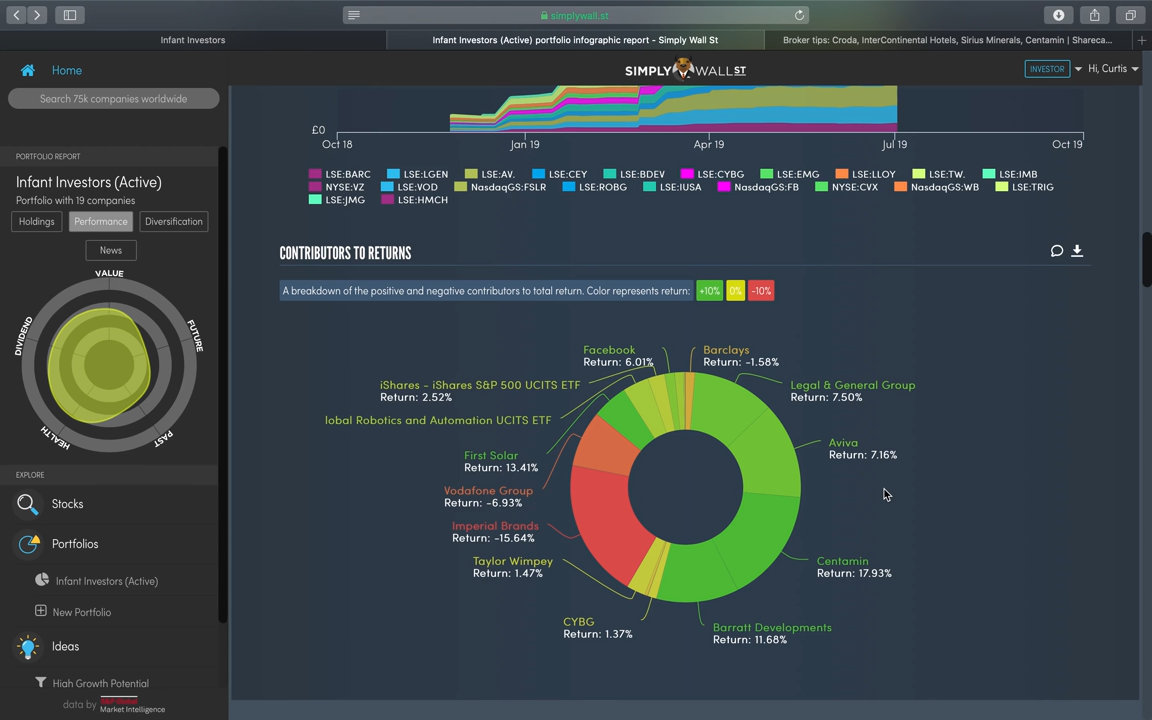 simplywall.st
Infant Investors
Infant Investors (Active) portfolio infographic report - Simply Wall St
Broker tips: Croda, InterContinental Hotels, Sirius Minerals, Centamin | Shareca...
Home
SIMPLY WALL ST
INVESTOR
Hi, Curtis
Search 75k companies worldwide
PORTFOLIO REPORT
Infant Investors (Active)
Portfolio with 19 companies
Holdings
Performance
Diversification
News
VALUE
FUTURE
PAST
HEALTH
DIVIDEND
EXPLORE
Stocks
Portfolios
Infant Investors (Active)
New Portfolio
Ideas
High Growth Potential
data by
Market Intelligence
£0
Oct 18
Jan 19
Apr 19
Jul 19
Oct 19
LSE:BARC LSE:LGEN LSE:AV. LSE:CEY LSE:BDEV LSE:CYBG LSE:EMG LSE:LLOY LSE:TW. LSE:IMB
NYSE:VZ LSE:VOD NasdaqGS:FSLR LSE:ROBG LSE:IUSA NasdaqGS:FB NYSE:CVX NasdaqGS:WB LSE:TRIG
LSE:JMG LSE:HMCH
CONTRIBUTORS TO RETURNS
A breakdown of the positive and negative contributors to total return. Color represents return: +10% 0% -10%
Facebook
Return: 6.01%
Barclays
Return: -1.58%
iShares - iShares S&P 500 UCITS ETF
Return: 2.52%
Legal & General Group
Return: 7.50%
lobal Robotics and Automation UCITS ETF
Aviva
Return: 7.16%
First Solar
Return: 13.41%
Vodafone Group
Return: -6.93%
Imperial Brands
Return: -15.64%
Taylor Wimpey
Return: 1.47%
Centamin
Return: 17.93%
CYBG
Return: 1.37%
Barratt Developments
Return: 11.68%